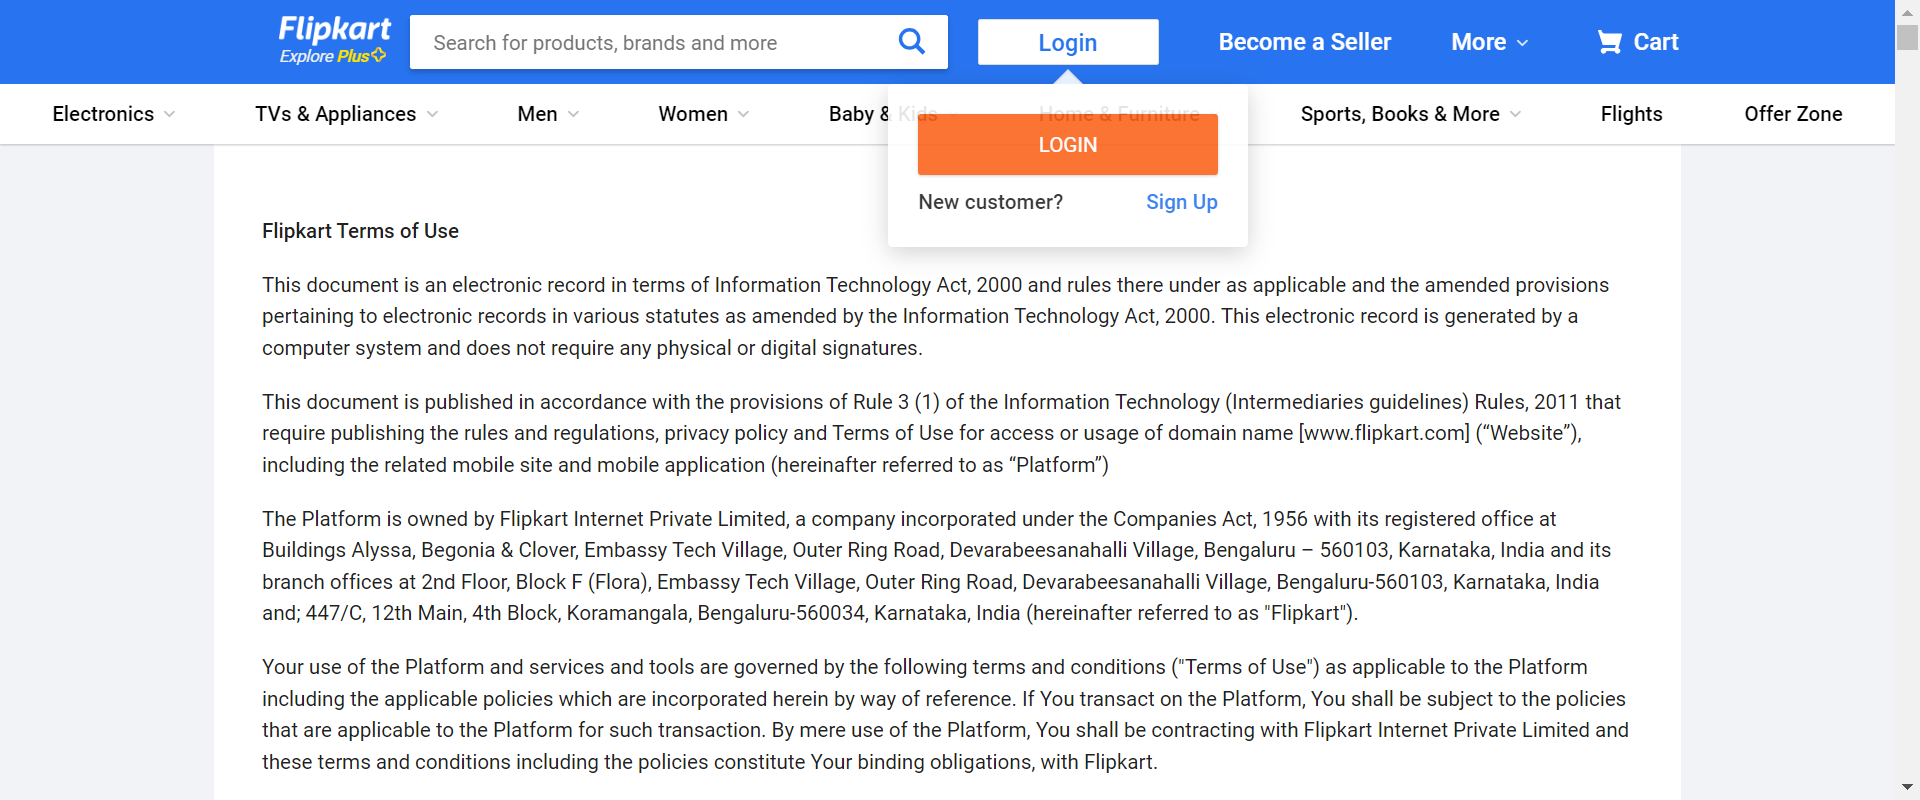 Flipkart
Explore Plus
Search for products, brands and more
Login
Become a Seller
More
Cart
Electronics
TVs & Appliances
Men
Women
Baby & Kids
Home & Furniture
Sports, Books & More
Flights
Offer Zone
LOGIN
New customer?
Sign Up
Flipkart Terms of Use
This document is an electronic record in terms of Information Technology Act, 2000 and rules there under as applicable and the amended provisions
pertaining to electronic records in various statutes as amended by the Information Technology Act, 2000. This electronic record is generated by a
computer system and does not require any physical or digital signatures.
This document is published in accordance with the provisions of Rule 3 (1) of the Information Technology (Intermediaries guidelines) Rules, 2011 that
require publishing the rules and regulations, privacy policy and Terms of Use for access or usage of domain name [www.flipkart.com] (“Website”),
including the related mobile site and mobile application (hereinafter referred to as “Platform”)
The Platform is owned by Flipkart Internet Private Limited, a company incorporated under the Companies Act, 1956 with its registered office at
Buildings Alyssa, Begonia & Clover, Embassy Tech Village, Outer Ring Road, Devarabeesanahalli Village, Bengaluru – 560103, Karnataka, India and its
branch offices at 2nd Floor, Block F (Flora), Embassy Tech Village, Outer Ring Road, Devarabeesanahalli Village, Bengaluru-560103, Karnataka, India
and; 447/C, 12th Main, 4th Block, Koramangala, Bengaluru-560034, Karnataka, India (hereinafter referred to as "Flipkart").
Your use of the Platform and services and tools are governed by the following terms and conditions ("Terms of Use") as applicable to the Platform
including the applicable policies which are incorporated herein by way of reference. If You transact on the Platform, You shall be subject to the policies
that are applicable to the Platform for such transaction. By mere use of the Platform, You shall be contracting with Flipkart Internet Private Limited and
these terms and conditions including the policies constitute Your binding obligations, with Flipkart.